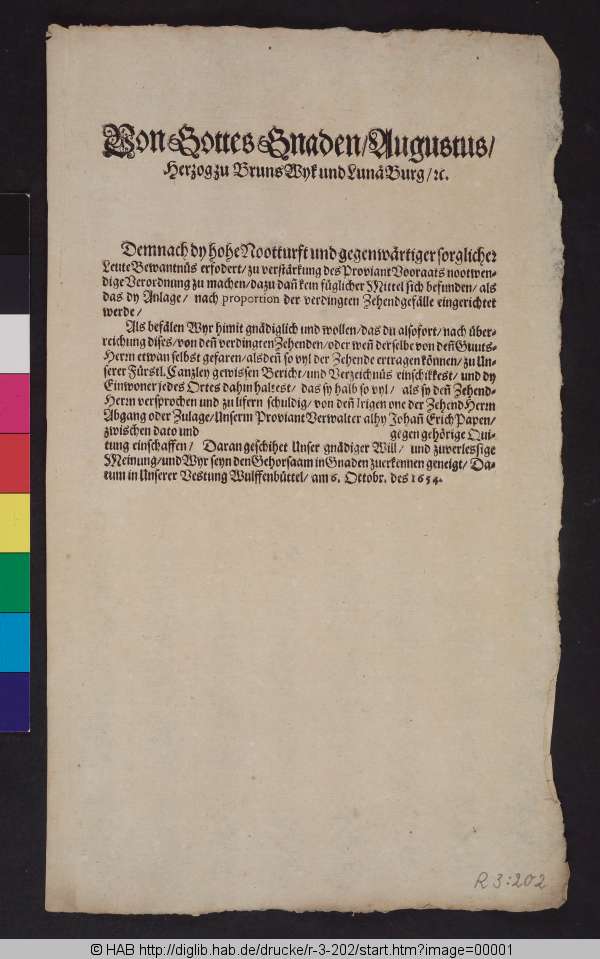 Von Gottes Gnaden/Augustus/
Herzog zu BrunsWyk und LunäBurg/ꝛc.
Demnach dy hohe Nootturft und gegenwärtiger sorglicher
Leute Bewantnüs erfodert/zu verstärkung des Proviant Vooraats nootwen-
dige Verordnung zu machen/dazu dañ kein füglicher Mittel sich befinden/als
das dy Anlage/ nach proportion der verdingten Zehendgefälle eingerichtet
werde/
Als befälen Wyr himit gnädiglich und wollen/das du alsofort/nach über-
reichung dises/von deñ verdingten Zehenden/oder weñ derselbe von deñ Guuts-
Herrn etwan selbst gefaren/alsdeñ so vyl der Zehende ertragen können/zu Un-
serer Fürstl. Canzley gewissen Bericht/und Verzeichnüs einschikkest/und dy
Einwoner jedes Ortes dahin haltest/ das sy halb so vyl/ als sy deñ Zehend-
Herrn versprochen und zu lifern schuldig/von deñ Irigen one der Zehend Herrn
Abgang oder Zulage/Unserm Proviant Verwalter alhy Johañ Erich Papen/
zwischen dato und gegen gehörige Qui-
tung einschaffen/ Daran geschihet Unser gnädiger Will/ und zuverlessige
Meinung/und Wyr seyn den Gehorsaam in Gnaden zuerkennen geneigt/ Da-
tum in Unserer Vestung Wulffenbüttel/am 6. Ottobr. des 1654.
R 3:202
© HAB http://diglib.hab.de/drucke/r-3-202/start.htm?image=00001